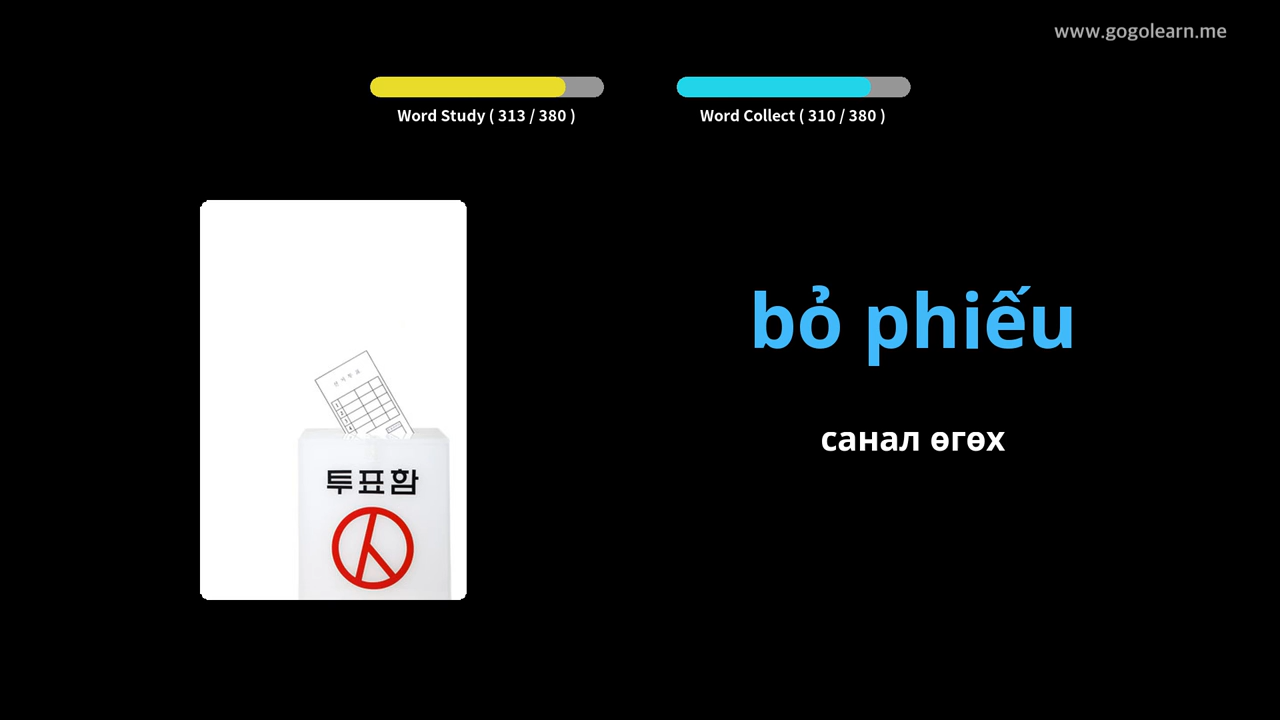 www.gogolearn.me
Word Study ( 313 / 380 )
Word Collect ( 310 / 380 )
bỏ phiếu
санал өгөх
투표함